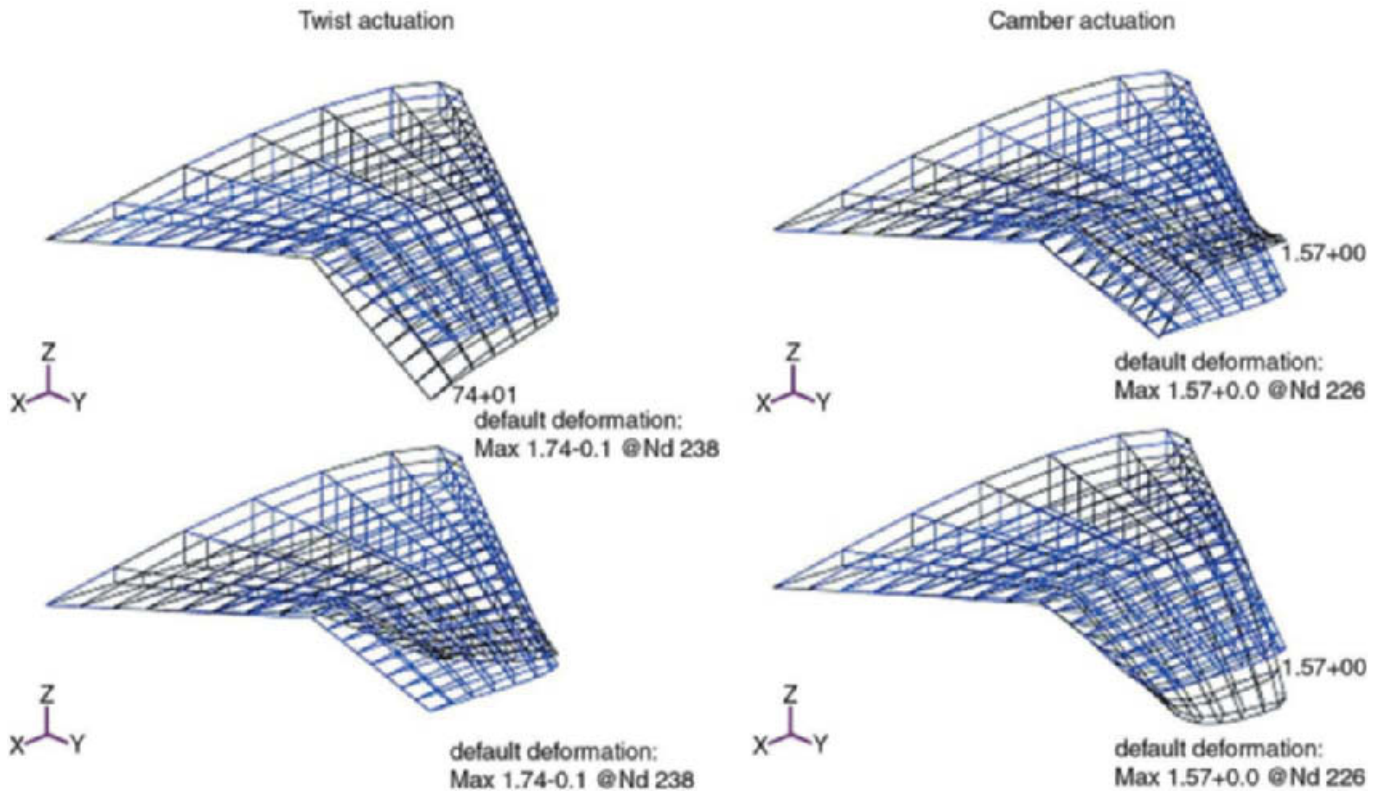 Twist actuation
Camber actuation
1.57+00
Z
X
Y
74+01
default deformation:
Max 1.74-0.1 @Nd 238
Z
X
Y
default deformation:
Max 1.57+0.0 @Nd 226
Z
X
Y
default deformation:
Max 1.74-0.1 @Nd 238
1.57+00
Z
X
Y
default deformation:
Max 1.57+0.0 @Nd 226